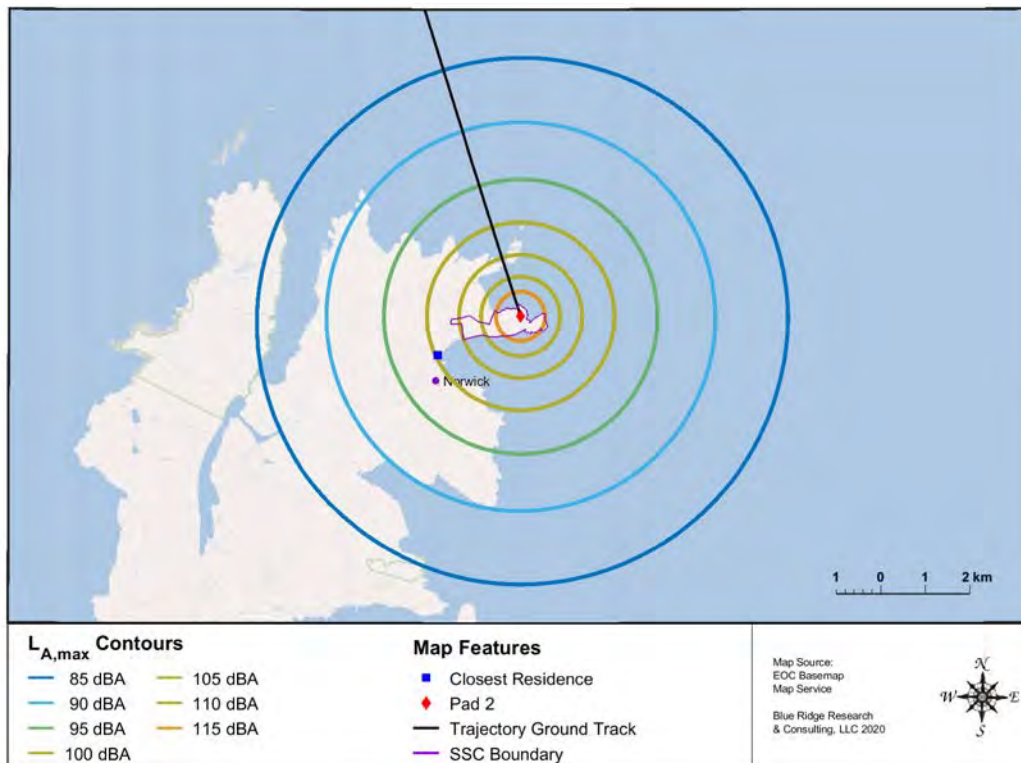 Norwick
1 0 1 2 km
L A,max Contours
85 dBA
90 dBA
95 dBA
100 dBA
105 dBA
110 dBA
115 dBA
Map Features
Closest Residence
Pad 2
Trajectory Ground Track
SSC Boundary
Map Source:
EOC Basemap
Map Service
Blue Ridge Research
& Consulting, LLC 2020
N
W E
S